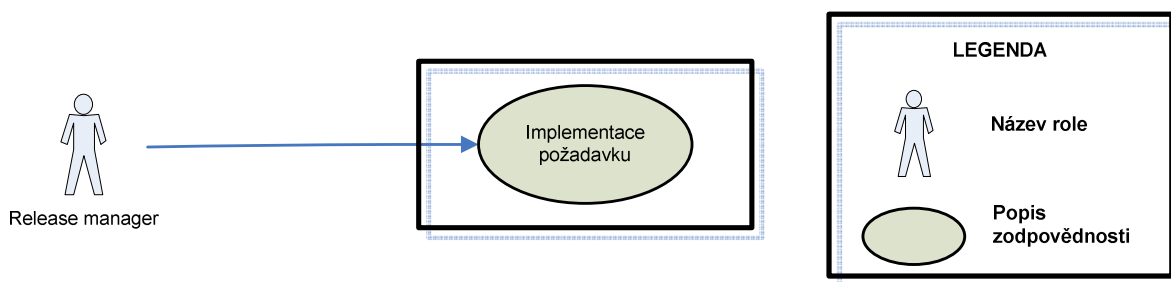 Release manager
Implementace
požadavku
LEGENDA
Název role
Popis
zodpovědnosti